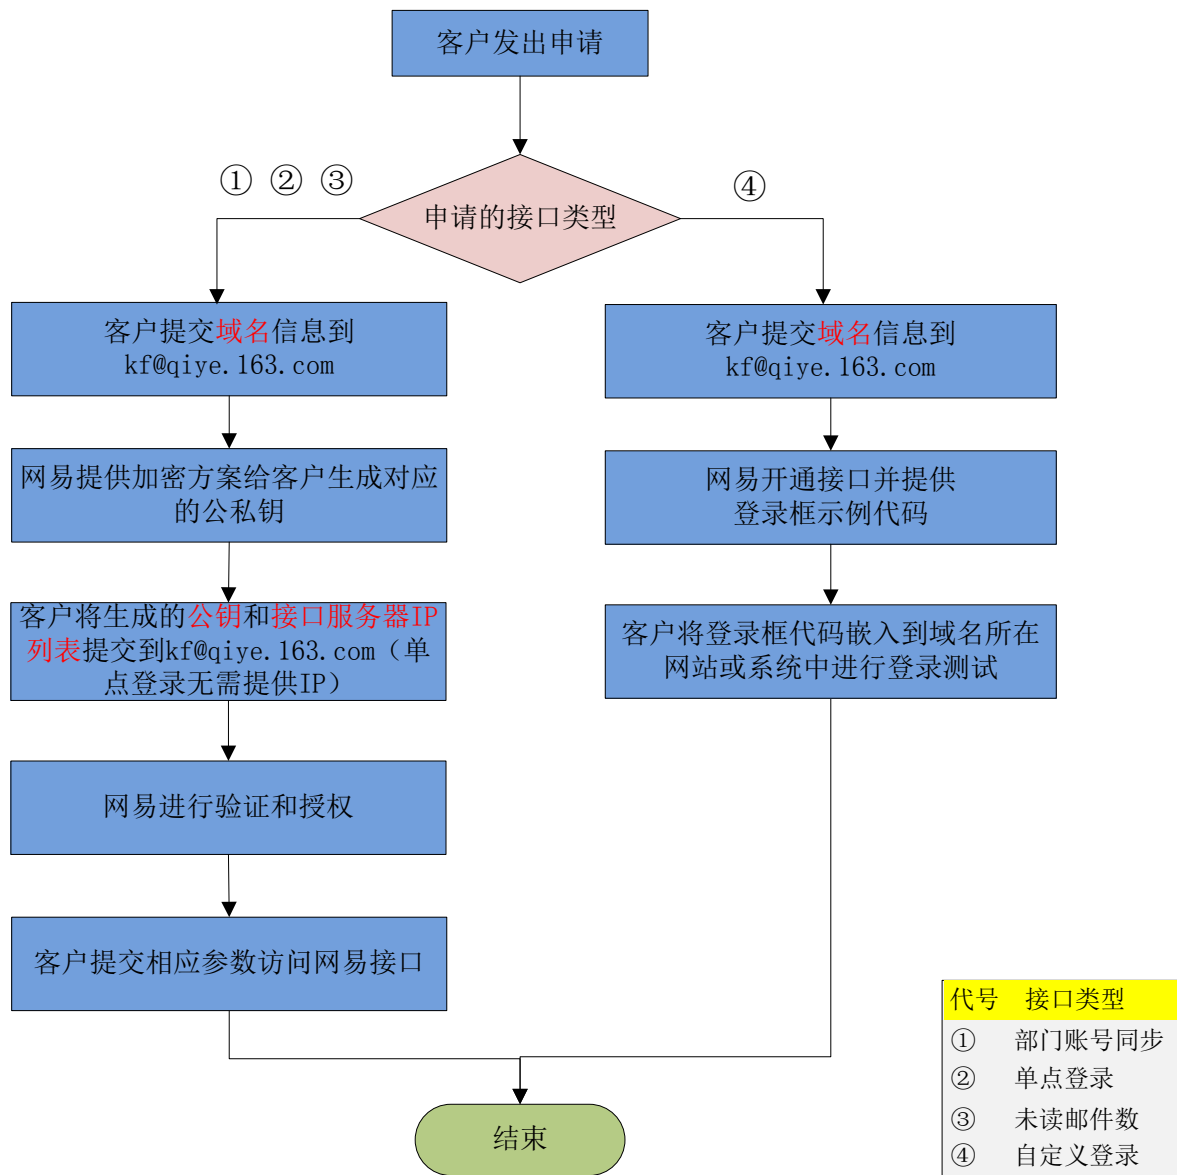 客户发出申请
① ② ③
④
申请的接口类型
客户提交域名信息到
kf@qiye.163.com
网易提供加密方案给客户生成对应
的公私钥
客户将生成的公钥和接口服务器IP
列表提交到kf@qiye.163.com（单
点登录无需提供IP）
网易进行验证和授权
客户提交相应参数访问网易接口
客户提交域名信息到
kf@qiye.163.com
网易开通接口并提供
登录框示例代码
客户将登录框代码嵌入到域名所在
网站或系统中进行登录测试
结束
代号 接口类型
① 部门账号同步
② 单点登录
③ 未读邮件数
④ 自定义登录